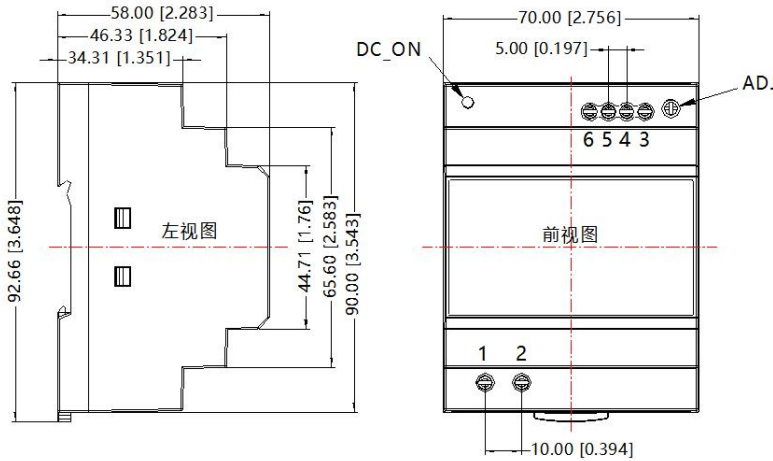 58.00 [2.283]
46.33 [1.824]
34.31 [1.351]
92.66 [3.648]
左视图
44.71 [1.76]
65.60 [2.583]
90.00 [3.543]
70.00 [2.756]
5.00 [0.197]
DC_ON
ADJ
6 5 4 3
前视图
1 2
10.00 [0.394]